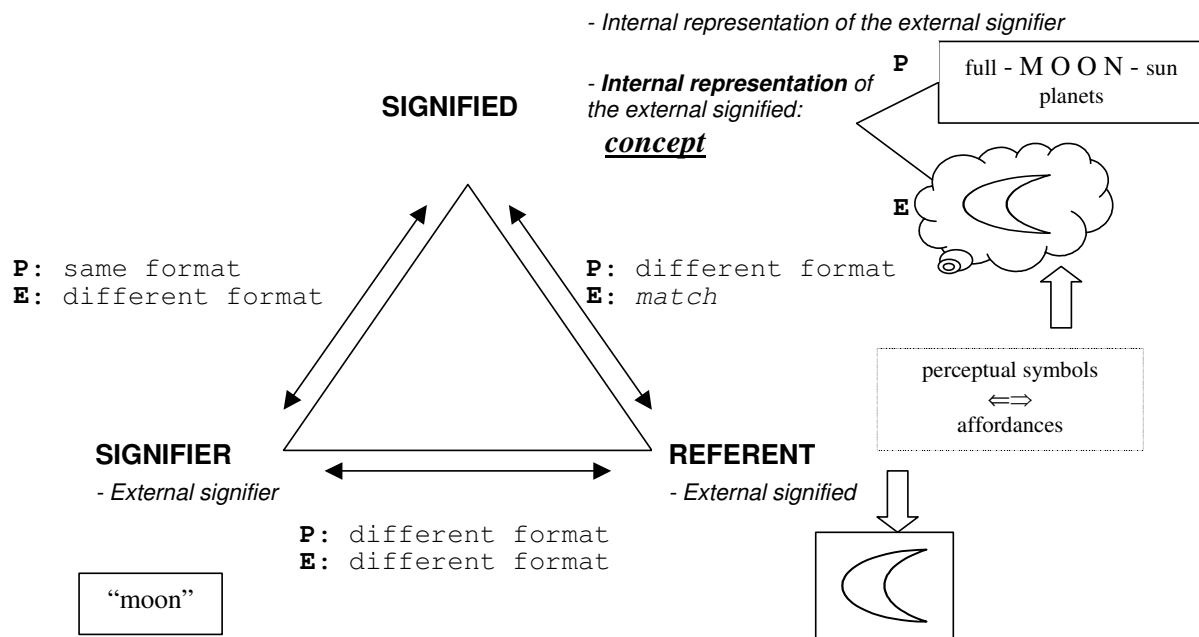 - Internal representation of the external signifier
P
full - M O O N - sun
planets
- Internal representation of
the external signified:
concept
SIGNIFIED
E
P: same format
E: different format
P: different format
E: match
perceptual symbols
⇐⇒
affordances
SIGNIFIER
- External signifier
REFERENT
- External signified
P: different format
E: different format
“moon”